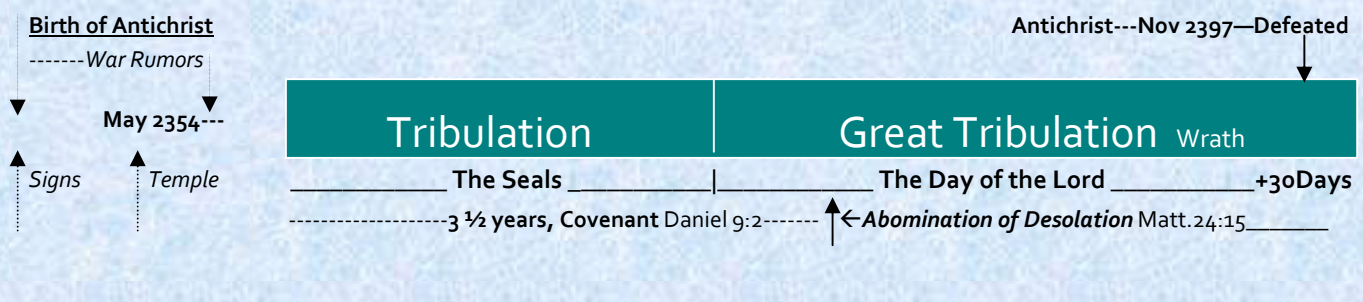 Birth of Antichrist
Antichrist---Nov 2397—Defeated
-------War Rumors
May 2354---
Tribulation
Great Tribulation Wrath
Signs
Temple
____________ The Seals ___________|____________ The Day of the Lord ___________+30Days
--------------------3 ½ years, Covenant Daniel 9:2-------
←Abomination of Desolation Matt.24:15_______